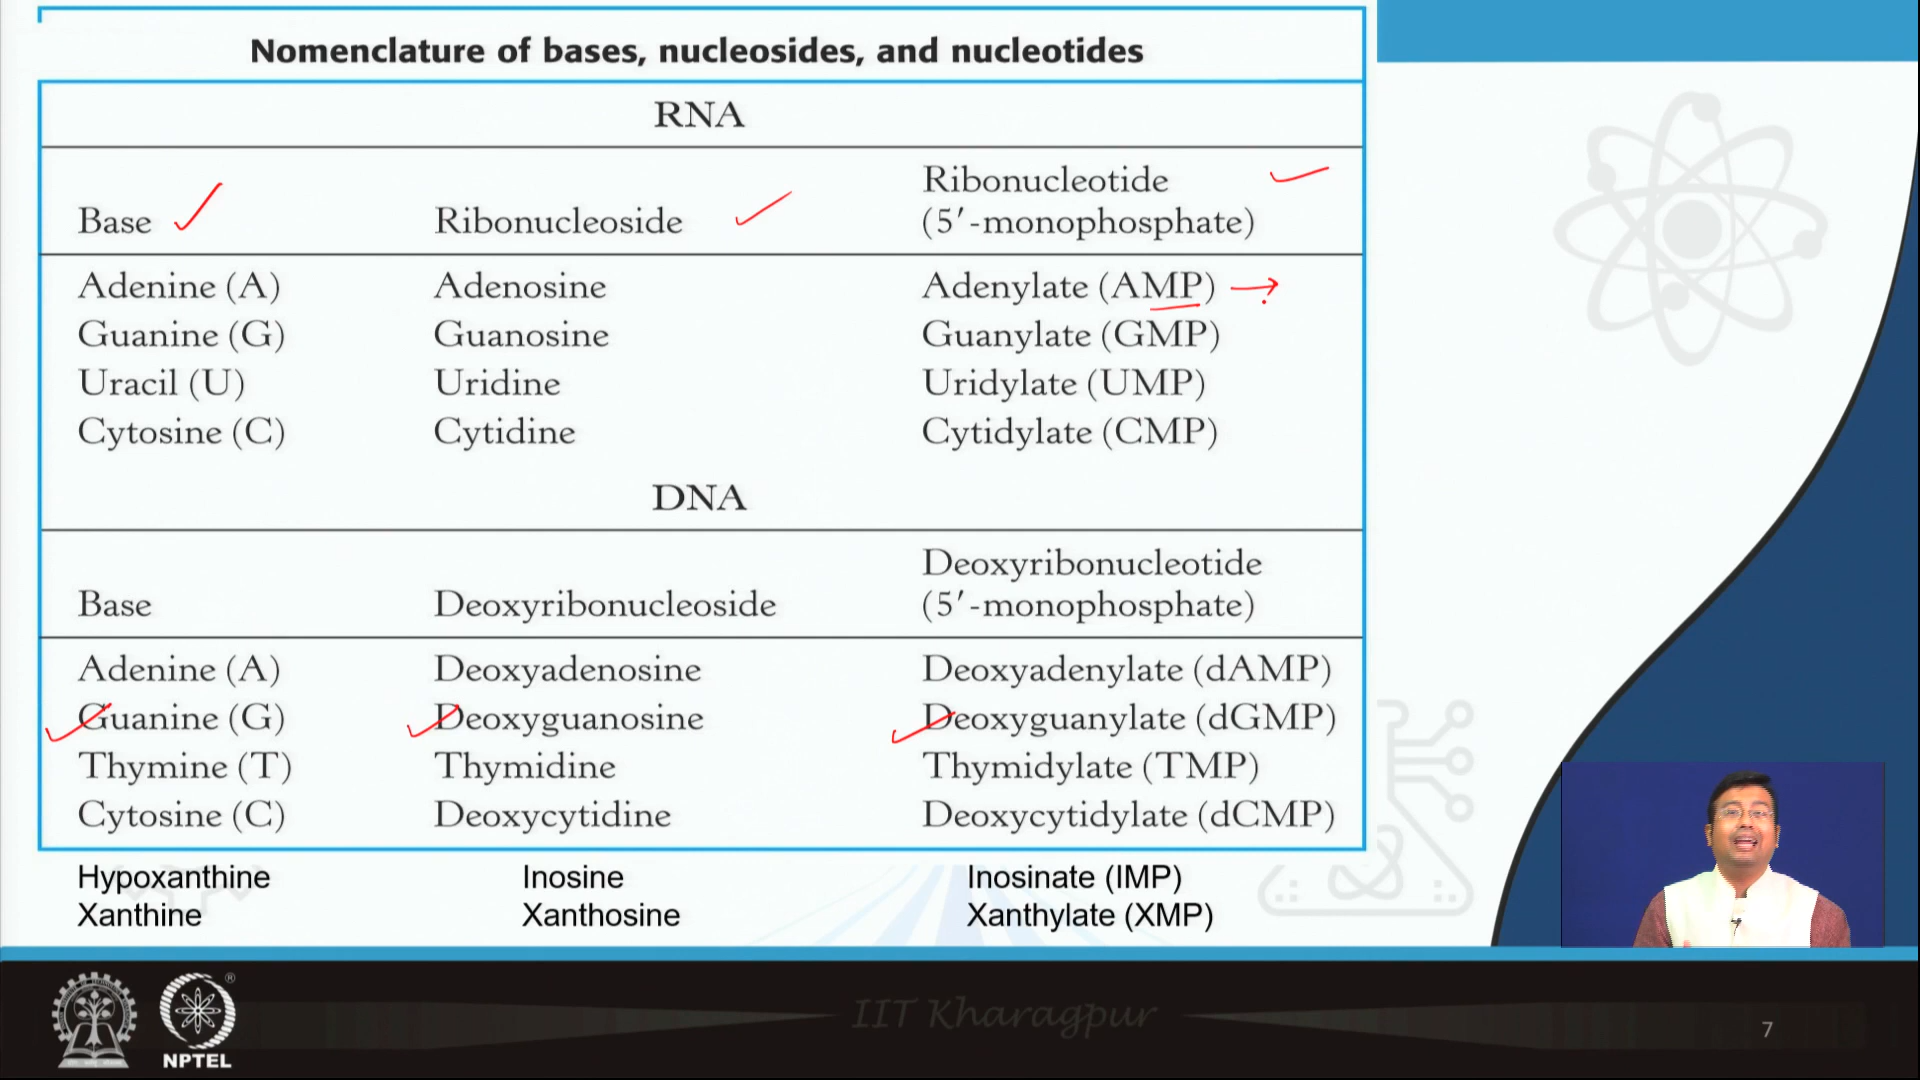 Nomenclature of bases, nucleosides, and nucleotides
RNA
Base Ribonucleoside Ribonucleotide (5′-monophosphate)
Adenine (A) Adenosine Adenylate (AMP)
Guanine (G) Guanosine Guanylate (GMP)
Uracil (U) Uridine Uridylate (UMP)
Cytosine (C) Cytidine Cytidylate (CMP)
DNA
Base Deoxyribonucleoside Deoxyribonucleotide (5′-monophosphate)
Adenine (A) Deoxyadenosine Deoxyadenylate (dAMP)
Guanine (G) Deoxyguanosine Deoxyguanylate (dGMP)
Thymine (T) Thymidine Thymidylate (TMP)
Cytosine (C) Deoxycytidine Deoxycytidylate (dCMP)
Hypoxanthine Inosine Inosinate (IMP)
Xanthine Xanthosine Xanthylate (XMP)
NPTEL ®
IIT Kharagpur
7